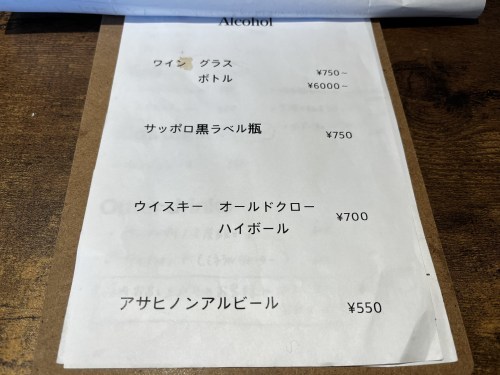 Alcohol
ワイン　グラス ¥750~
ボトル ¥6000~
サッポロ黒ラベル瓶 ¥750
ウイスキー　オールドクロー ¥700
ハイボール
アサヒノンアルビール ¥550